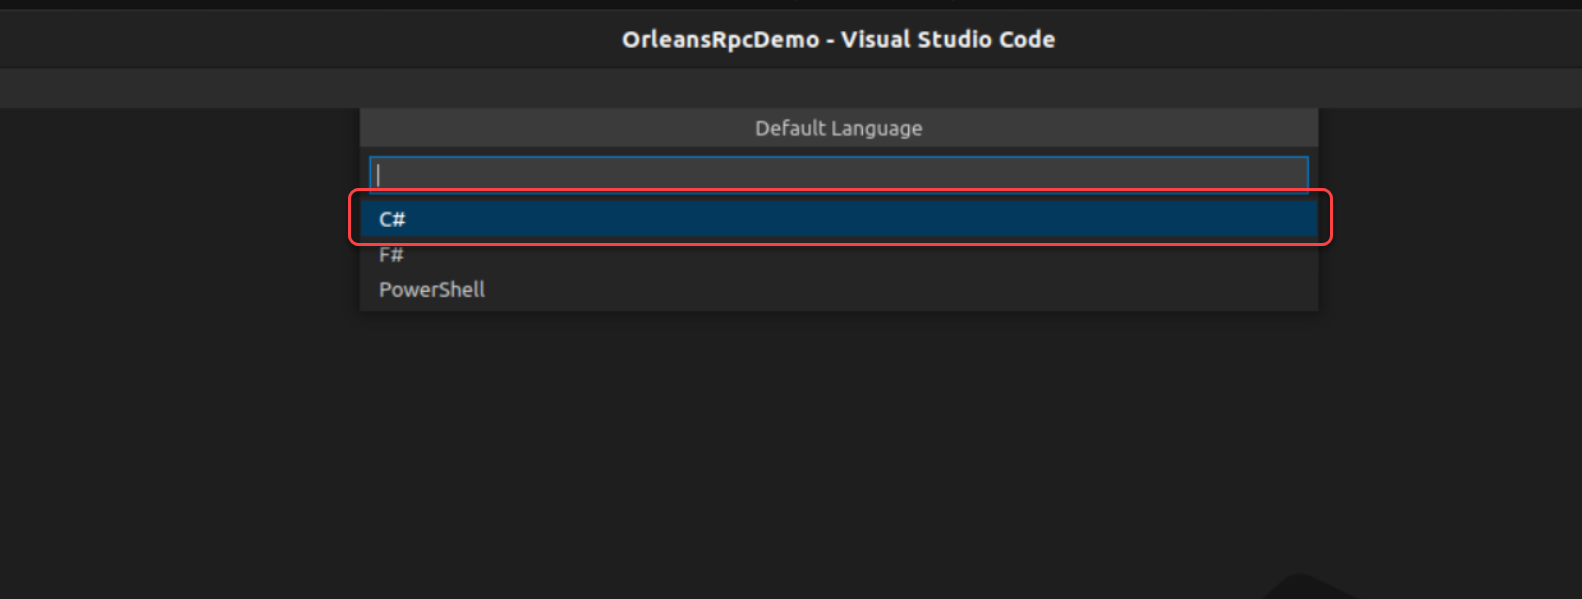 OrleansRpcDemo - Visual Studio Code
Default Language
C#
F#
PowerShell